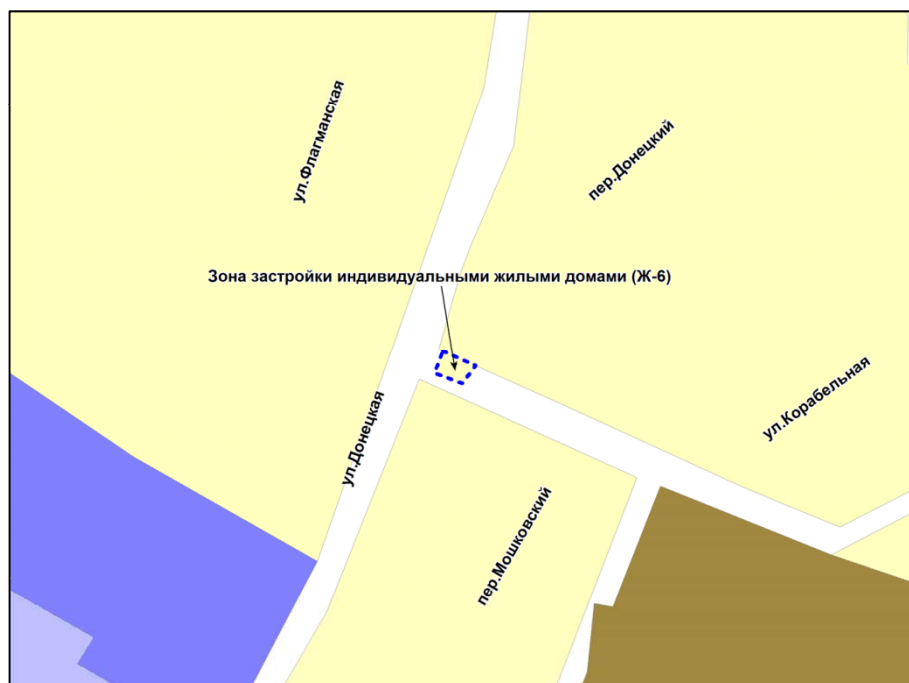 ул.Флагманская
пер.Донецкий
Зона застройки индивидуальными жилыми домами (Ж-6)
ул.Донецкая
ул.Корабельная
пер.Мошковский